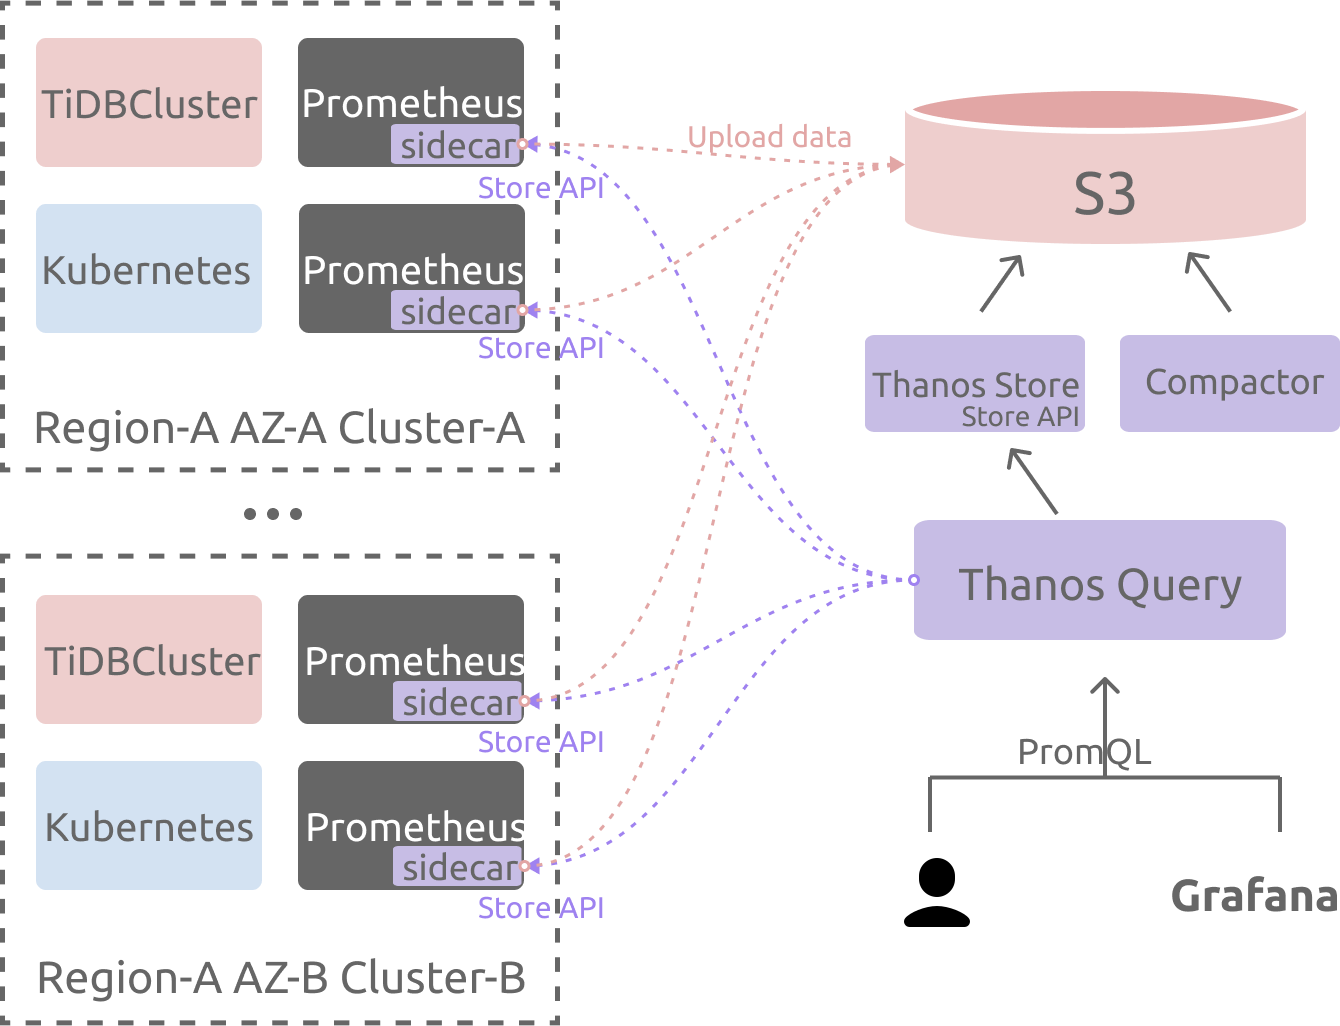 TiDBCluster
Prometheus
sidecar
Store API
Kubernetes
Prometheus
sidecar
Store API
Region-A AZ-A Cluster-A
TiDBCluster
Prometheus
sidecar
Store API
Kubernetes
Prometheus
sidecar
Store API
Region-A AZ-B Cluster-B
Upload data
S3
Thanos Store
Store API
Compactor
Thanos Query
PromQL
Grafana